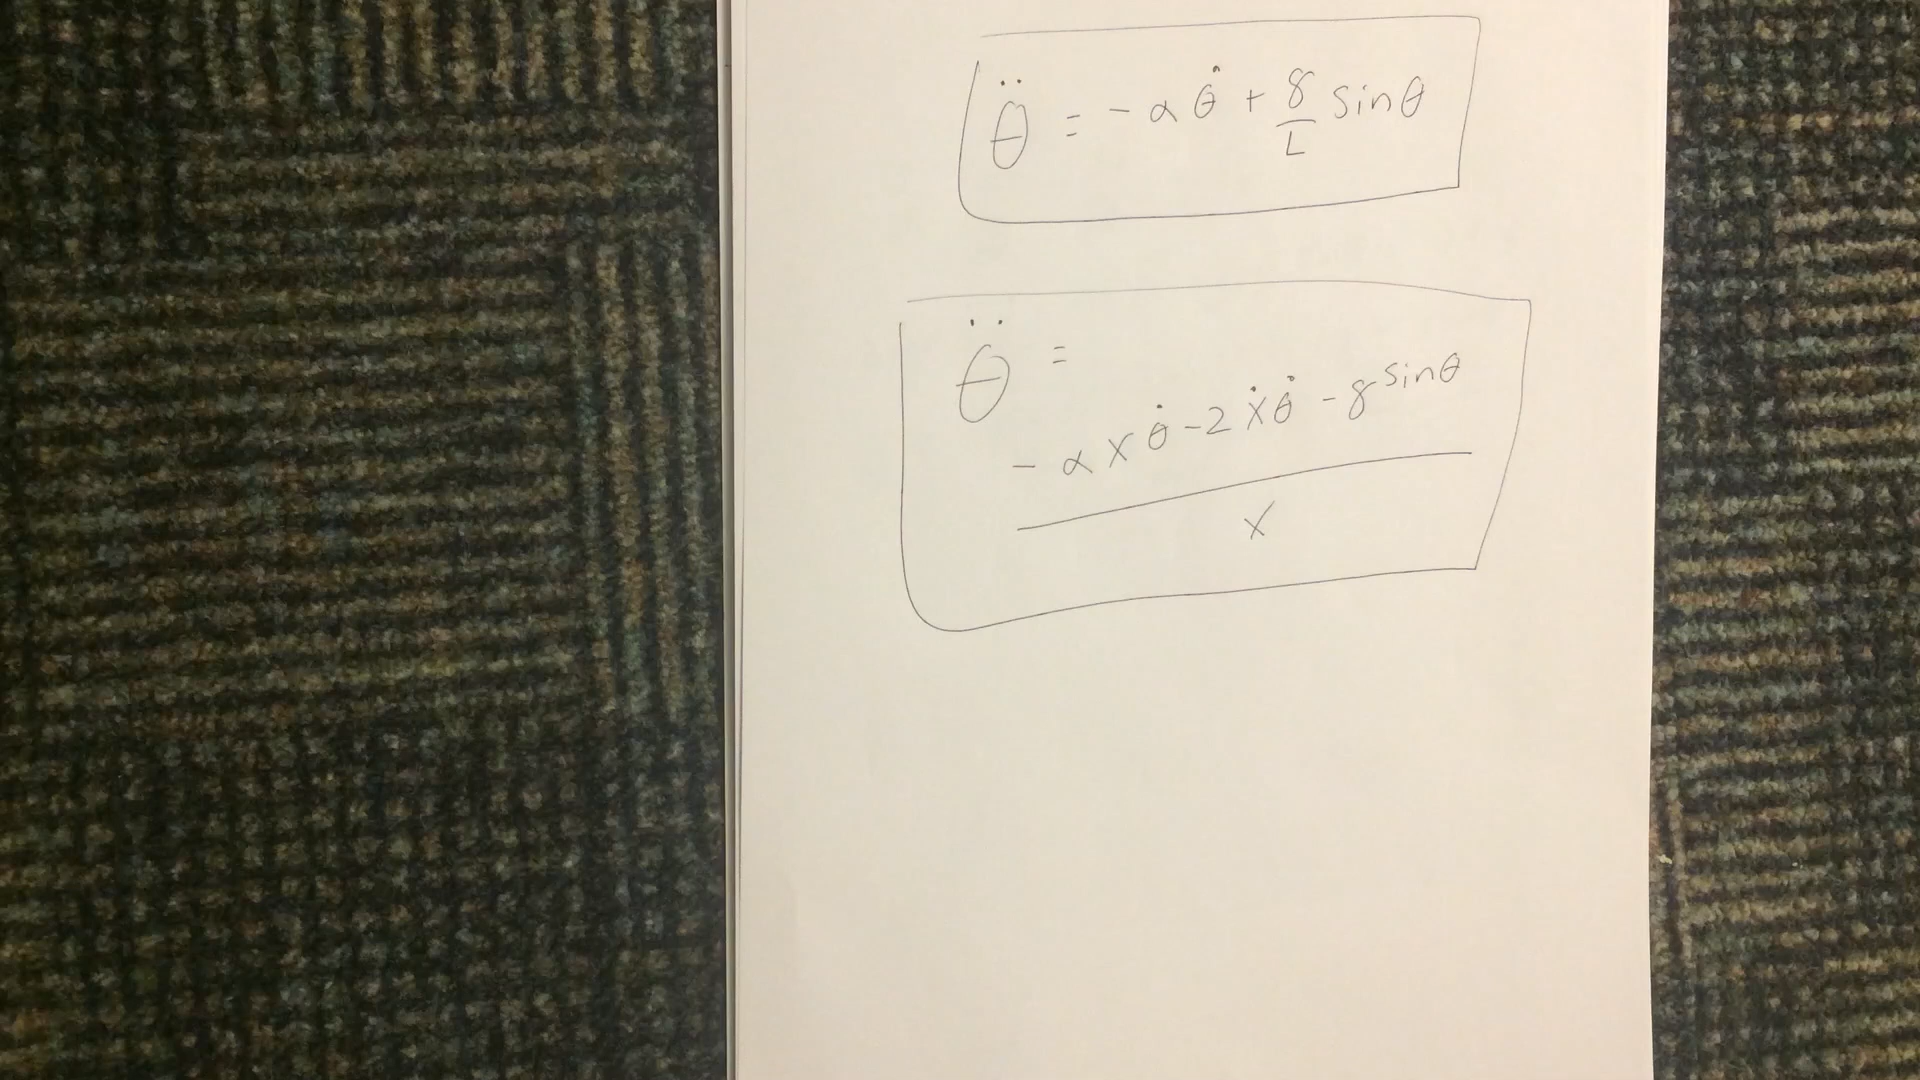 θ̈ = -αθ̇ + g/L sinθ
θ̈ =
-αxθ̇ - 2ẋθ̇ - g sinθ
x